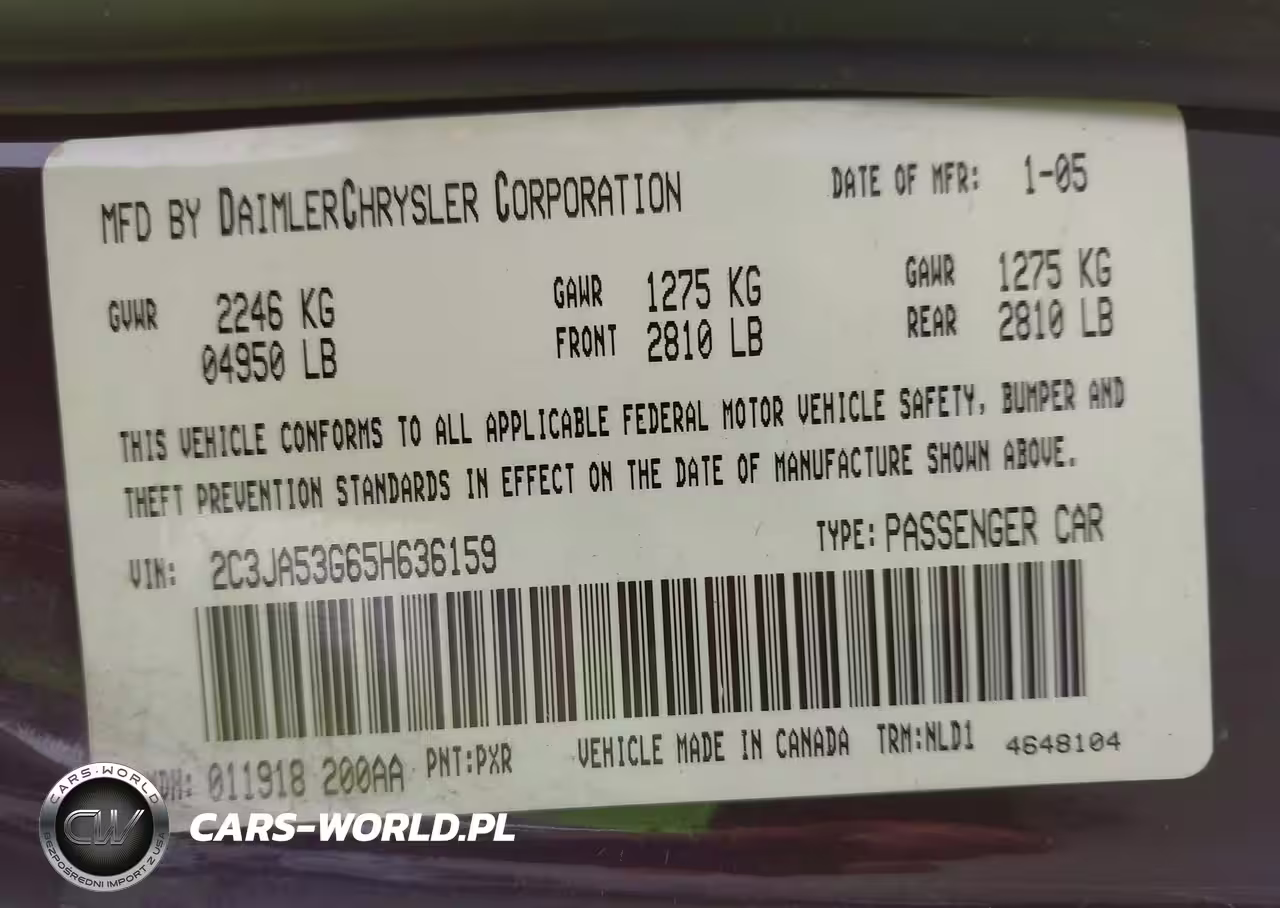 MFD BY DAIMLERCHRYSLER CORPORATION DATE OF MFR: 1-05
GVWR 2246 KG GAWR 1275 KG GAWR 1275 KG
04950 LB FRONT 2810 LB REAR 2810 LB
THIS VEHICLE CONFORMS TO ALL APPLICABLE FEDERAL MOTOR VEHICLE SAFETY, BUMPER AND
THEFT PREVENTION STANDARDS IN EFFECT ON THE DATE OF MANUFACTURE SHOWN ABOVE.
VIN: 2C3JA53G65H636159 TYPE: PASSENGER CAR
011918 200AA PNT:PXR VEHICLE MADE IN CANADA TRM:NLD1 4648104
CARS-WORLD
CW
BEZPOŚREDNI IMPORT Z USA
CARS-WORLD.PL